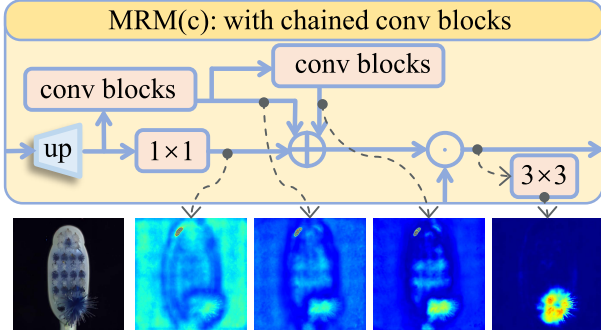 MRM(c): with chained conv blocks
conv blocks
conv blocks
up
1×1
3×3